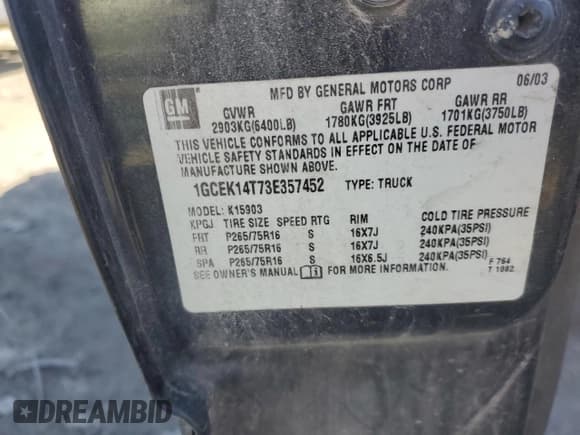 GM
MFD BY GENERAL MOTORS CORP 06/03
GVWR GAWR FRT GAWR RR
2903KG(6400LB) 1780KG(3925LB) 1701KG(3750LB)
THIS VEHICLE CONFORMS TO ALL APPLICABLE U.S. FEDERAL MOTOR
VEHICLE SAFETY STANDARDS IN EFFECT ON THE DATE OF
MANUFACTURE SHOWN ABOVE.
1GCEK14T73E357452 TYPE: TRUCK
MODEL: K15903
KPGJ TIRE SIZE SPEED RTG RIM COLD TIRE PRESSURE
FRT P265/75R16 S 16X7J 240KPA(35PSI)
RR P265/75R16 S 16X7J 240KPA(35PSI)
SPA P265/75R16 S 16X6.5J 240KPA(35PSI)
SEE OWNER'S MANUAL FOR MORE INFORMATION.
F 764
T 1082
DREAMBID